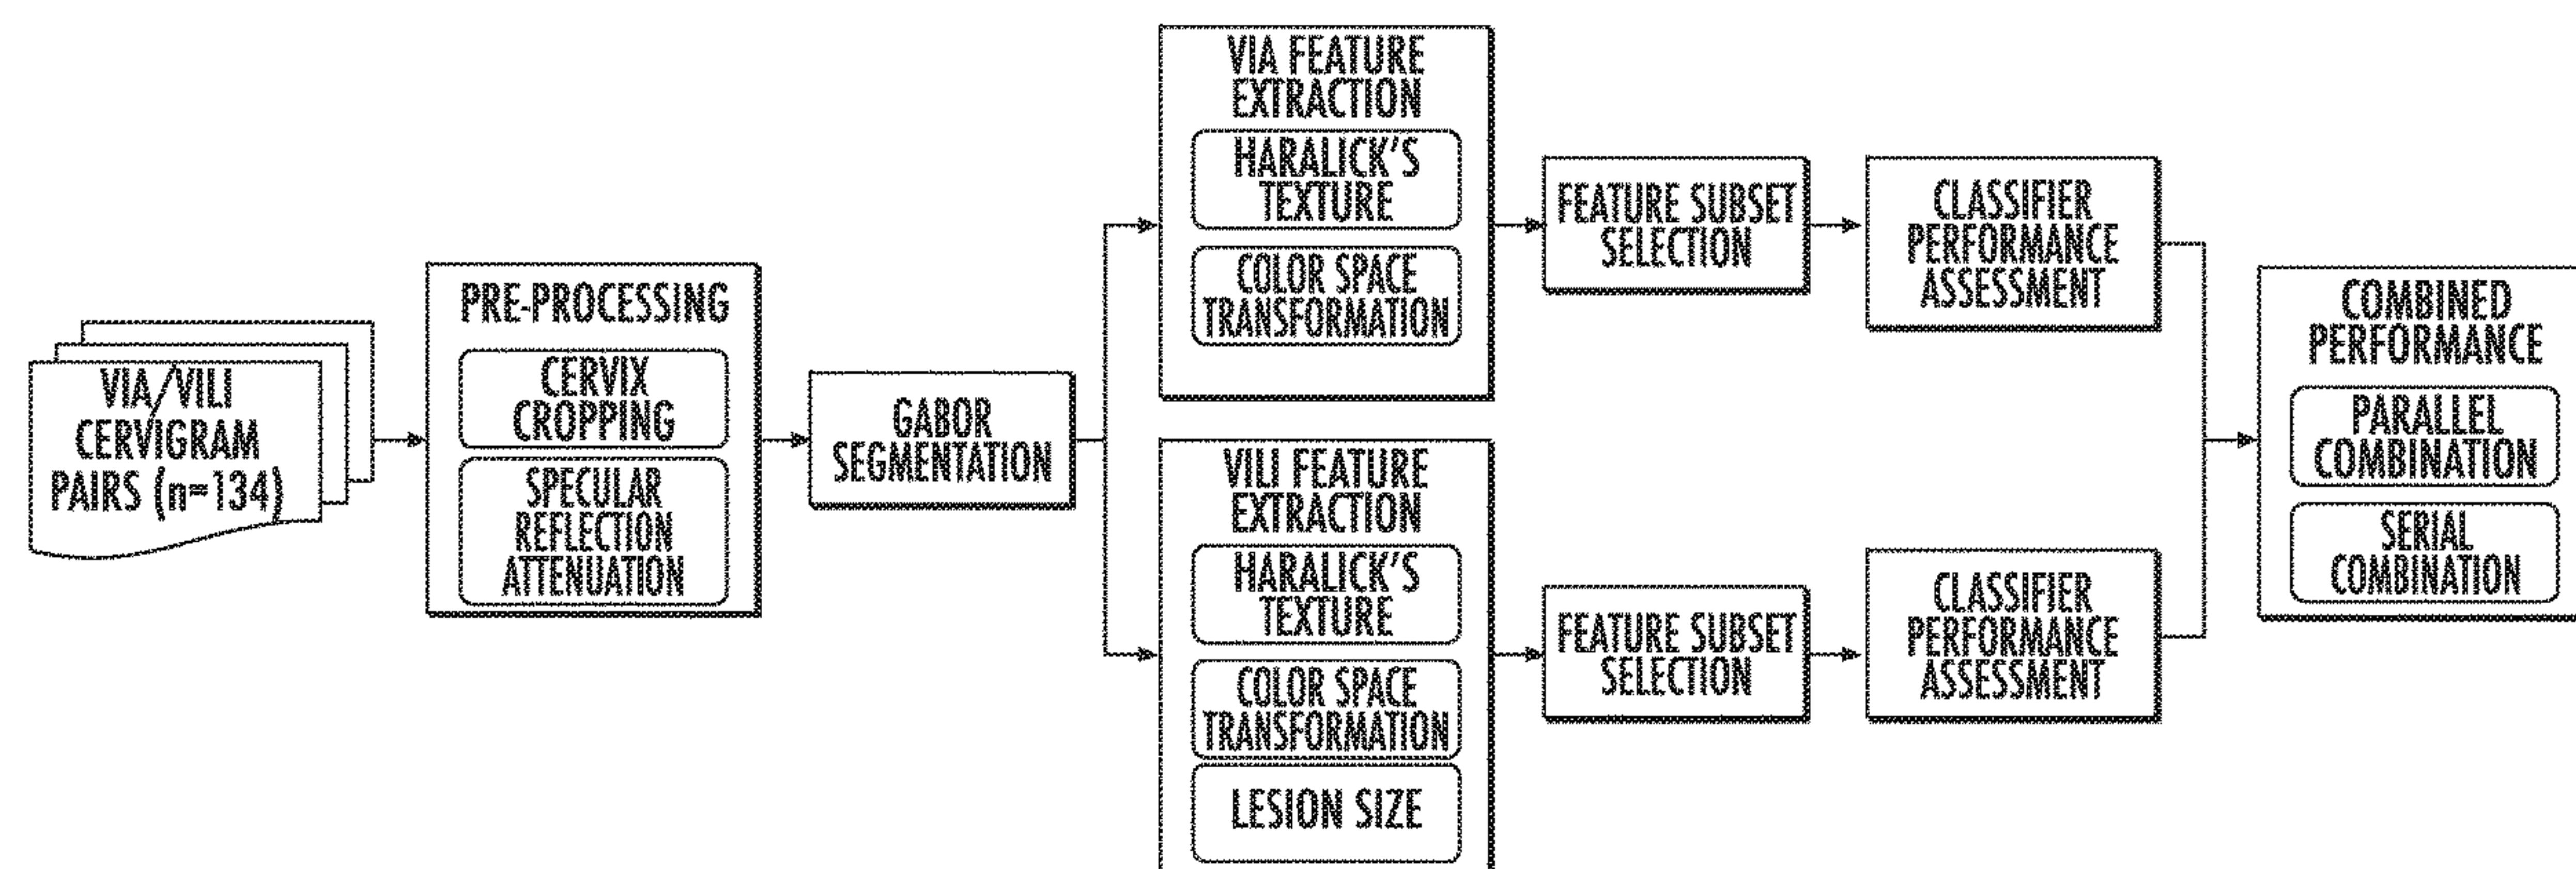 VIA/VILI
CERVIGRAM
PAIRS (n=134)
PRE-PROCESSING
CERVIX
CROPPING
SPECULAR
REFLECTION
ATTENUATION
GABOR
SEGMENTATION
VIA FEATURE
EXTRACTION
HARALICK'S
TEXTURE
COLOR SPACE
TRANSFORMATION
FEATURE SUBSET
SELECTION
CLASSIFIER
PERFORMANCE
ASSESSMENT
VILI FEATURE
EXTRACTION
HARALICK'S
TEXTURE
COLOR SPACE
TRANSFORMATION
LESION SIZE
FEATURE SUBSET
SELECTION
CLASSIFIER
PERFORMANCE
ASSESSMENT
COMBINED
PERFORMANCE
PARALLEL
COMBINATION
SERIAL
COMBINATION